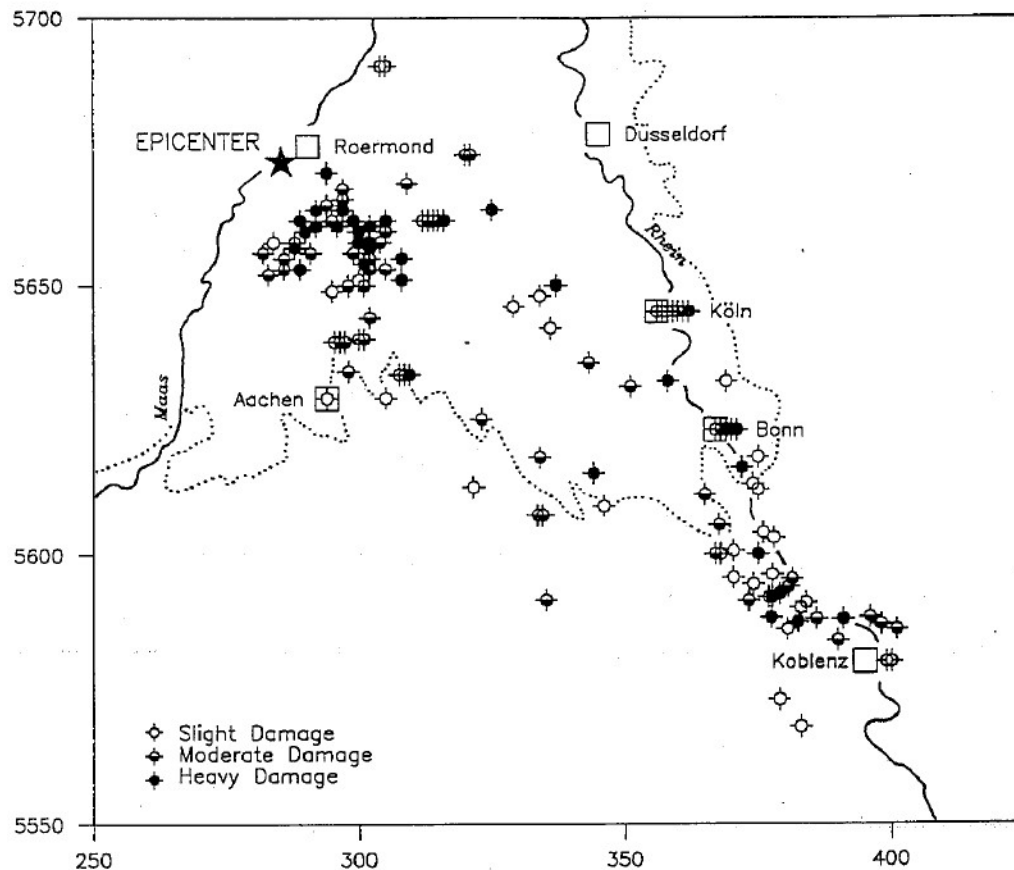 5700
EPICENTER
Roermond
Dusseldorf
Rhein
5650
Köln
Maas
Aachen
Bonn
5600
Koblenz
Slight Damage
Moderate Damage
Heavy Damage
5550
250
300
350
400